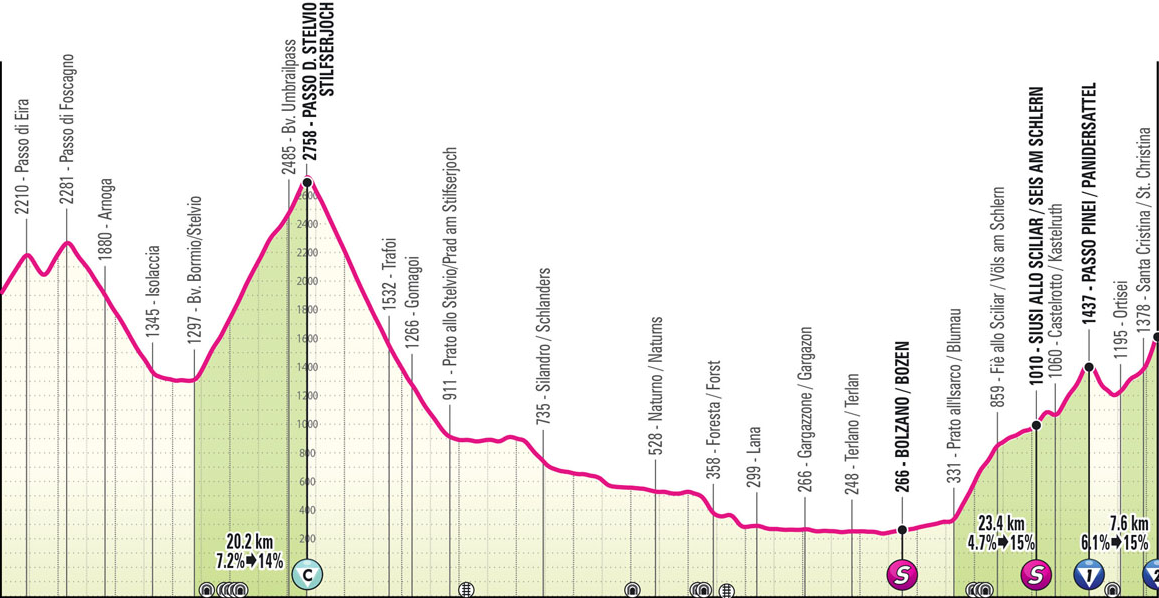 2210 - Passo di Eira
2281 - Passo di Foscagno
1880 - Arnoga
1345 - Isolaccia
1297 - Bv. Bormio/Stelvio
2485 - Bv. Umbrailpass
2758 - PASSO D. STELVIO
STILFSERJOCH
1532 - Trafoi
1266 - Gomagoi
911 - Prato allo Stelvio/Prad am Stilfserjoch
735 - Silandro / Schlanders
528 - Naturno / Naturns
358 - Foresta / Forst
299 - Lana
266 - Gargazzone / Gargazon
248 - Terlano / Terlan
266 - BOLZANO / BOZEN
331 - Prato all'Isarco / Blumau
859 - Fiè allo Sciliar / Völs am Schlern
1010 - SIUSI ALLO SCILIAR / SEIS AM SCHLERN
1060 - Castelrotto / Kastelruth
1437 - PASSO PINEI / PANIDERSATTEL
1195 - Ortisei
1378 - Santa Cristina / St. Christina
2600
2400
2200
2000
1800
1600
1400
1200
1000
800
600
400
200
20.2 km
7.2%➡14%
23.4 km
4.7%➡15%
7.6 km
6.1%➡15%
C
S
S
1
2